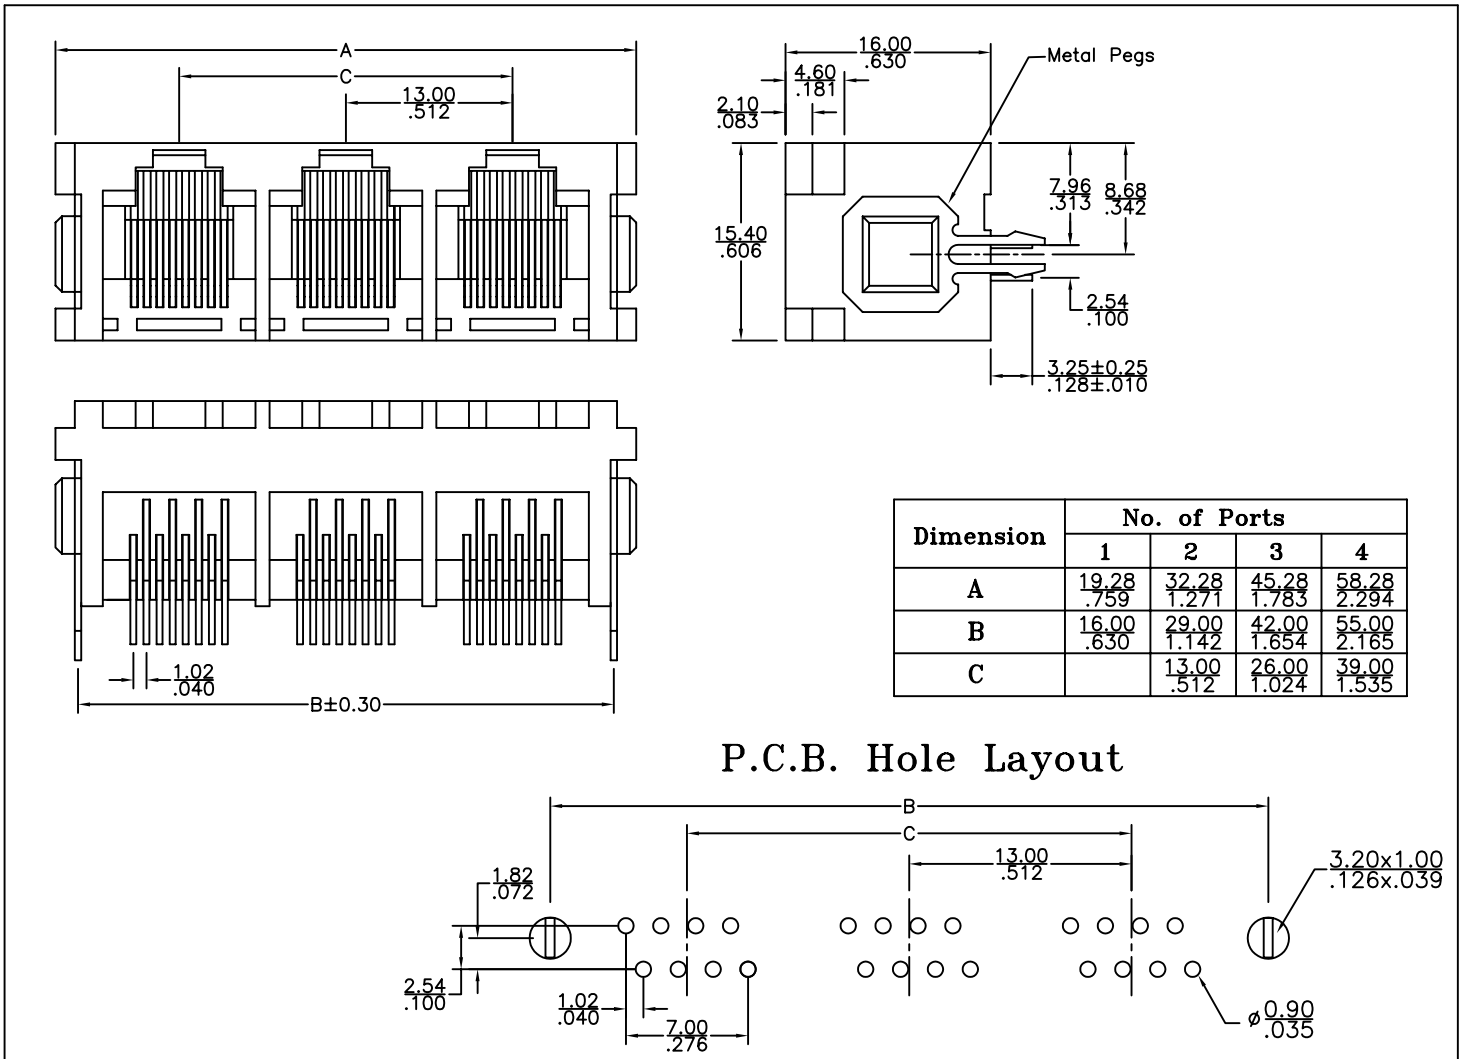 A
C
13.00
.512
16.00
.630
4.60
.181
2.10
.083
Metal Pegs
15.40
.606
7.96
.313
8.68
.342
2.54
.100
3.25±0.25
.128±.010
1.02
.040
B±0.30
Dimension No. of Ports
1 2 3 4
A 19.28 32.28 45.28 58.28
.759 1.271 1.783 2.294
B 16.00 29.00 42.00 55.00
.630 1.142 1.654 2.165
C 13.00 26.00 39.00
.512 1.024 1.535
P.C.B. Hole Layout
B
C
13.00
.512
3.20x1.00
.126x.039
1.82
.072
2.54
.100
1.02
.040
7.00
.276
ø 0.90
.035